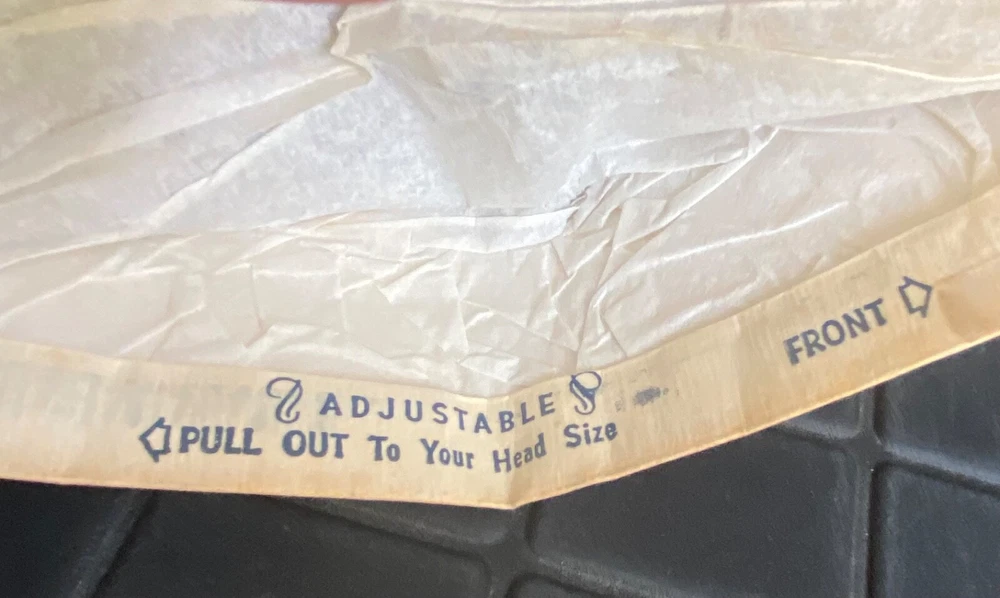 ADJUSTABLE
PULL OUT To Your Head Size
FRONT